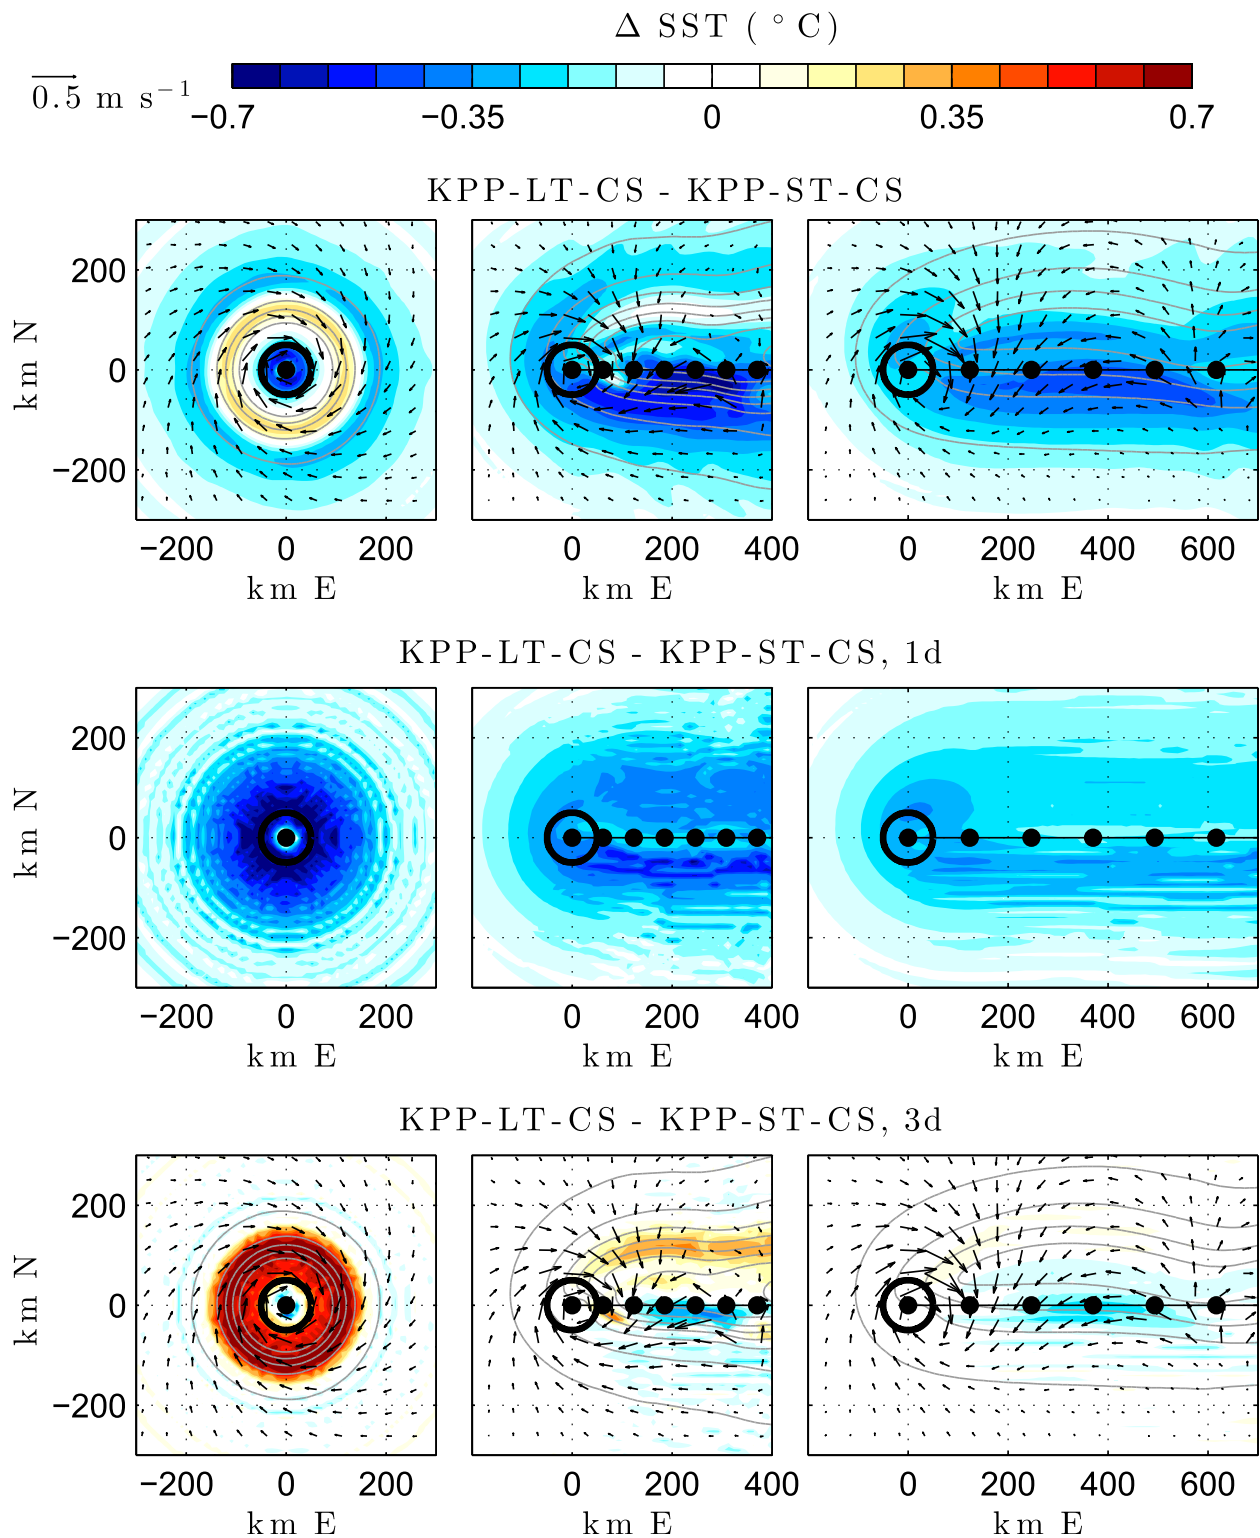 Δ SST ( ° C)
0.5 m s⁻¹
−0.7 −0.35 0 0.35 0.7
KPP-LT-CS - KPP-ST-CS
km N
200
0
−200
−200 0 200 0 200 400 0 200 400 600
km E km E km E
KPP-LT-CS - KPP-ST-CS, 1d
km N
200
0
−200
−200 0 200 0 200 400 0 200 400 600
km E km E km E
KPP-LT-CS - KPP-ST-CS, 3d
km N
200
0
−200
−200 0 200 0 200 400 0 200 400 600
km E km E km E